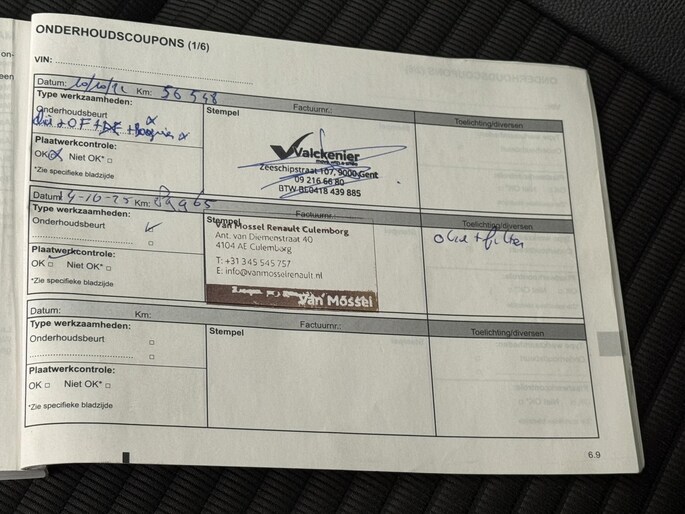 ONDERHOUDSCOUPONS (1/6)
VIN:
Datum: Km: 56 548
Type werkzaamheden:
Onderhoudsbeurt
Plaatwerkcontrole:
OK Niet OK*
*Zie specifieke bladzijde
Stempel
Factuurnr.:
Valckenier
Zeeschipstraat 107, 9000 Gent
09 216 66 80
BTW BE0418 439 885
Toelichting/diversen
Datum: Km:
Type werkzaamheden:
Onderhoudsbeurt
Plaatwerkcontrole:
OK Niet OK*
*Zie specifieke bladzijde
Stempel
Factuurnr.:
Van Mossel Renault Culemborg
Ant. van Diemenstraat 40
4104 AE Culemborg
T: +31 345 545 757
E: info@vanmosselrenault.nl
Van Mossel
Toelichting/diversen
olie + filter
Datum: Km:
Type werkzaamheden:
Onderhoudsbeurt
Plaatwerkcontrole:
OK Niet OK*
*Zie specifieke bladzijde
Stempel
Factuurnr.:
Toelichting/diversen
6.9